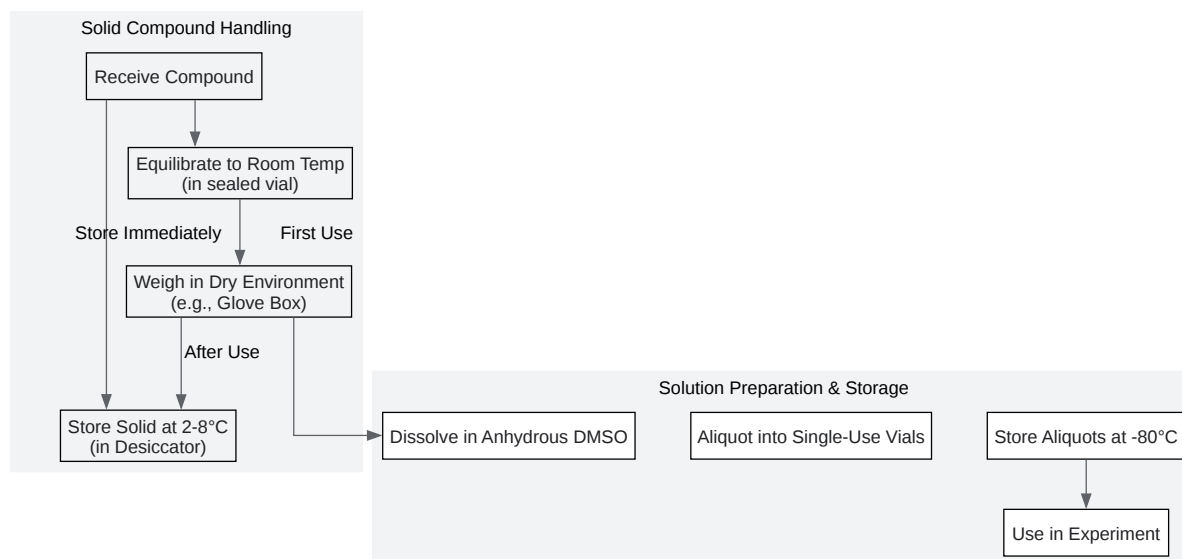 Solid Compound Handling
Receive Compound
Equilibrate to Room Temp
(in sealed vial)
Store Immediately
First Use
Weigh in Dry Environment
(e.g., Glove Box)
After Use
Store Solid at 2-8°C
(in Desiccator)
Solution Preparation & Storage
Dissolve in Anhydrous DMSO
Aliquot into Single-Use Vials
Store Aliquots at -80°C
Use in Experiment